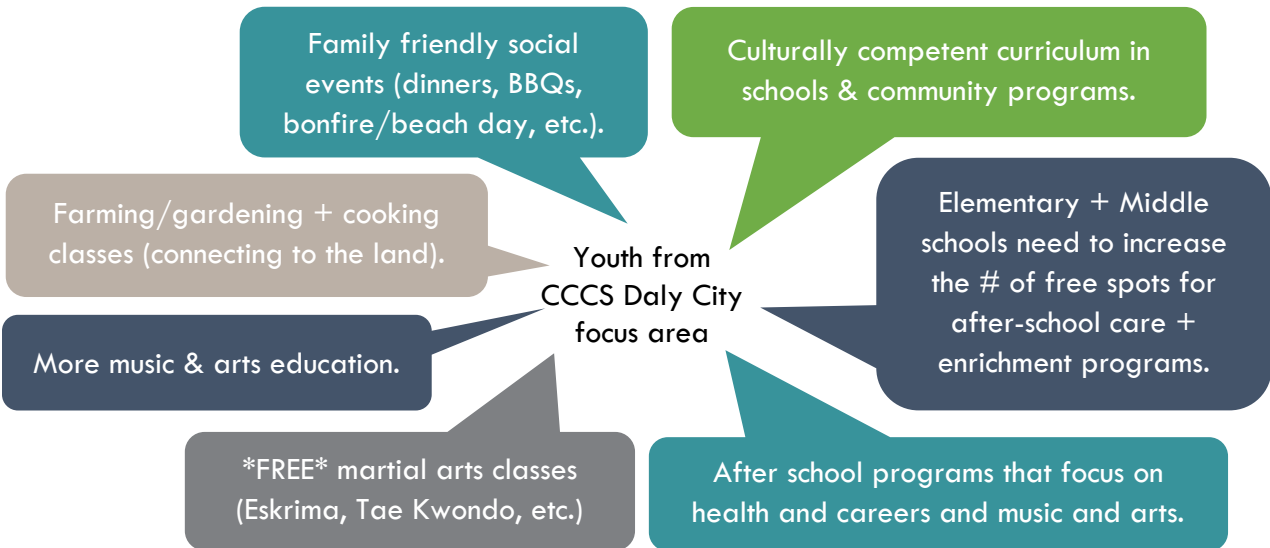 Family friendly social
events (dinners, BBQs,
bonfire/beach day, etc.).
Culturally competent curriculum in
schools & community programs.
Farming/gardening + cooking
classes (connecting to the land).
Elementary + Middle
schools need to increase
the # of free spots for
after-school care +
enrichment programs.
Youth from
CCCS Daly City
focus area
More music & arts education.
*FREE* martial arts classes
(Eskrima, Tae Kwondo, etc.)
After school programs that focus on
health and careers and music and arts.